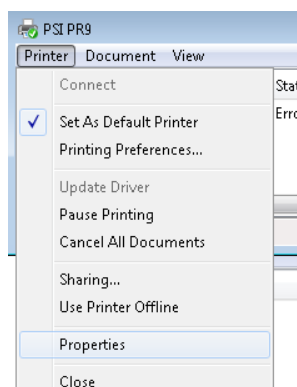 PSI PR9
Printer Document View
Connect
Set As Default Printer
Printing Preferences...
Update Driver
Pause Printing
Cancel All Documents
Sharing...
Use Printer Offline
Properties
Close